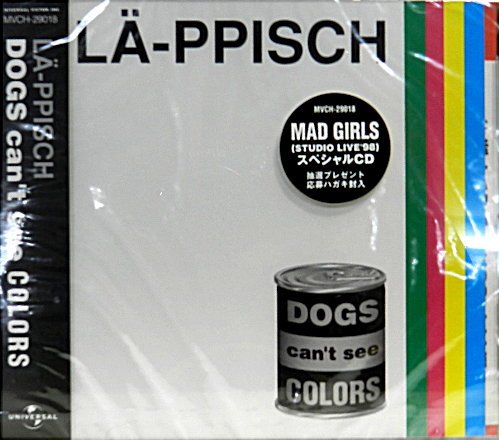 MVCH-29018
LÄ-PPISCH
DOGS can't see COLORS
UNIVERSAL
LÄ-PPISCH
MVCH-29018
MAD GIRLS
(STUDIO LIVE'98)
スペシャルCD
抽選プレゼント
応募ハガキ封入
DOGS
can't see
COLORS